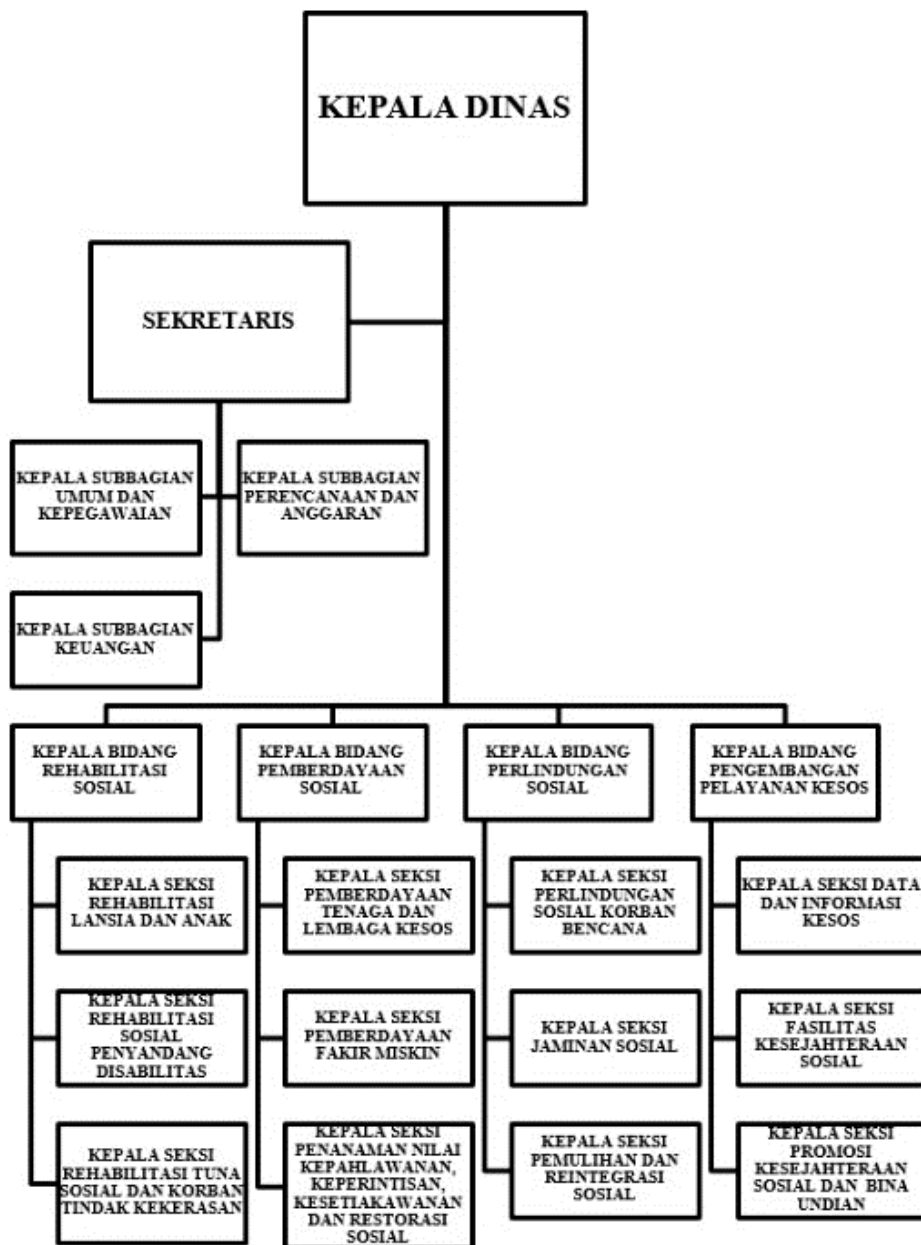 KEPALA DINAS
SEKRETARIS
KEPALA SUBBAGIAN
UMUM DAN
KEPEGAWAIAN
KEPALA SUBBAGIAN
PERENCANAAN DAN
ANGGARAN
KEPALA SUBBAGIAN
KEUANGAN
KEPALA BIDANG
REHABILITASI
SOSIAL
KEPALA BIDANG
PEMBERDAYAAN
SOSIAL
KEPALA BIDANG
PERLINDUNGAN
SOSIAL
KEPALA BIDANG
PENGEMBANGAN
PELAYANAN KESOS
KEPALA SEKSI
REHABILITASI
LANSIA DAN ANAK
KEPALA SEKSI
PEMBERDAYAAN
TENAGA DAN
LEMBAGA KESOS
KEPALA SEKSI
PERLINDUNGAN
SOSIAL KORBAN
BENCANA
KEPALA SEKSI DATA
DAN INFORMASI
KESOS
KEPALA SEKSI
REHABILITASI
SOSIAL
PENYANDANG
DISABILITAS
KEPALA SEKSI
PEMBERDAYAAN
FAKIR MISKIN
KEPALA SEKSI
JAMINAN SOSIAL
KEPALA SEKSI
FASILITAS
KESEJAHTERAAN
SOSIAL
KEPALA SEKSI
REHABILITASI TUNA
SOSIAL DAN KORBAN
TINDAK KEKERASAN
KEPALA SEKSI
PENANAMAN NILAI
KEPAHLAWANAN,
KEPERINTISAN,
KESETIAKAWANAN
DAN RESTORASI
SOSIAL
KEPALA SEKSI
PEMULIHAN DAN
REINTEGRASI
SOSIAL
KEPALA SEKSI
PROMOSI
KESEJAHTERAAN
SOSIAL DAN BINA
UNDIAN